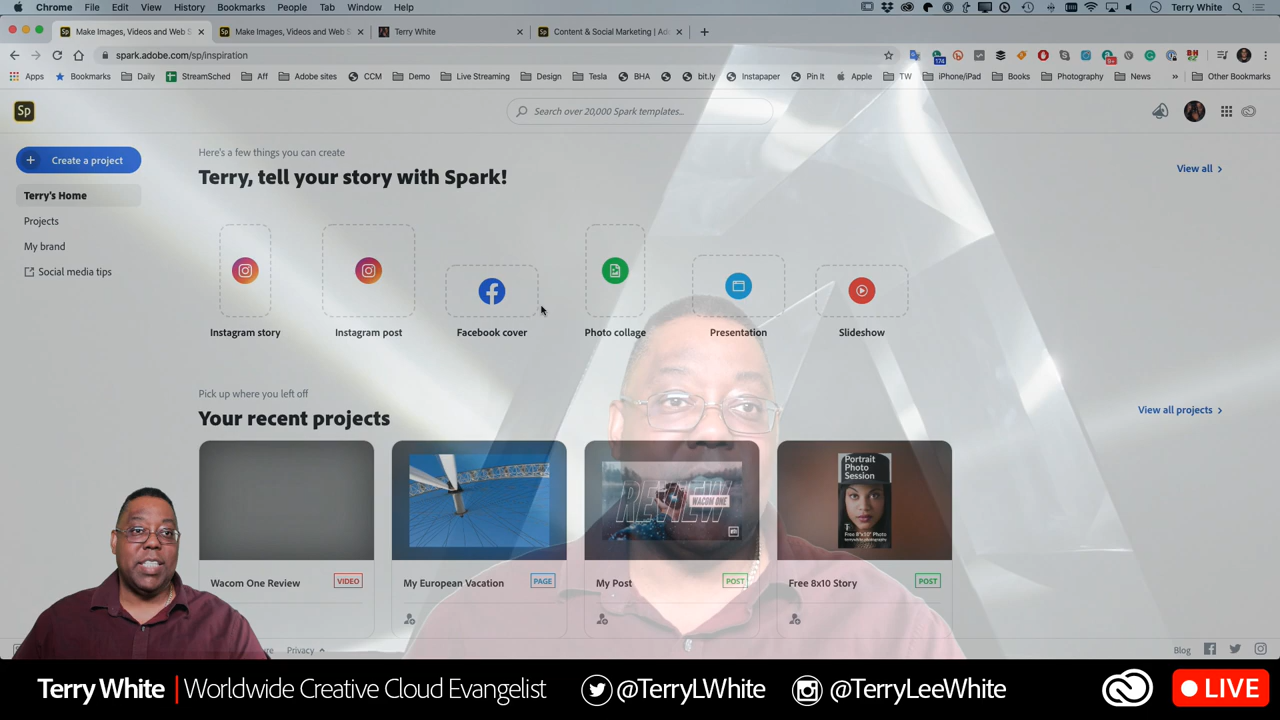 Chrome File Edit View History Bookmarks People Tab Window Help Terry White
Make Images, Videos and Web S Make Images, Videos and Web S Terry White Content & Social Marketing | Ad
spark.adobe.com/sp/inspiration
Apps Bookmarks Daily StreamSched Aff Adobe sites CCM Demo Live Streaming Design Tesla BHA bit.ly Instapaper Pin It Apple TW iPhone/iPad Books Photography News Other Bookmarks
Sp
Search over 20,000 Spark templates...
Create a project
Terry's Home
Projects
My brand
Social media tips
Here's a few things you can create
Terry, tell your story with Spark!
View all
Instagram story
Instagram post
Facebook cover
Photo collage
Presentation
Slideshow
Pick up where you left off
Your recent projects
View all projects
REVIEW
WACOM ONE
Portrait
Photo
Session
Free 8"x10" Photo
Wacom One Review VIDEO
My European Vacation PAGE
My Post POST
Free 8x10 Story POST
Privacy
Blog
Terry White | Worldwide Creative Cloud Evangelist @TerryLWhite @TerryLeeWhite LIVE